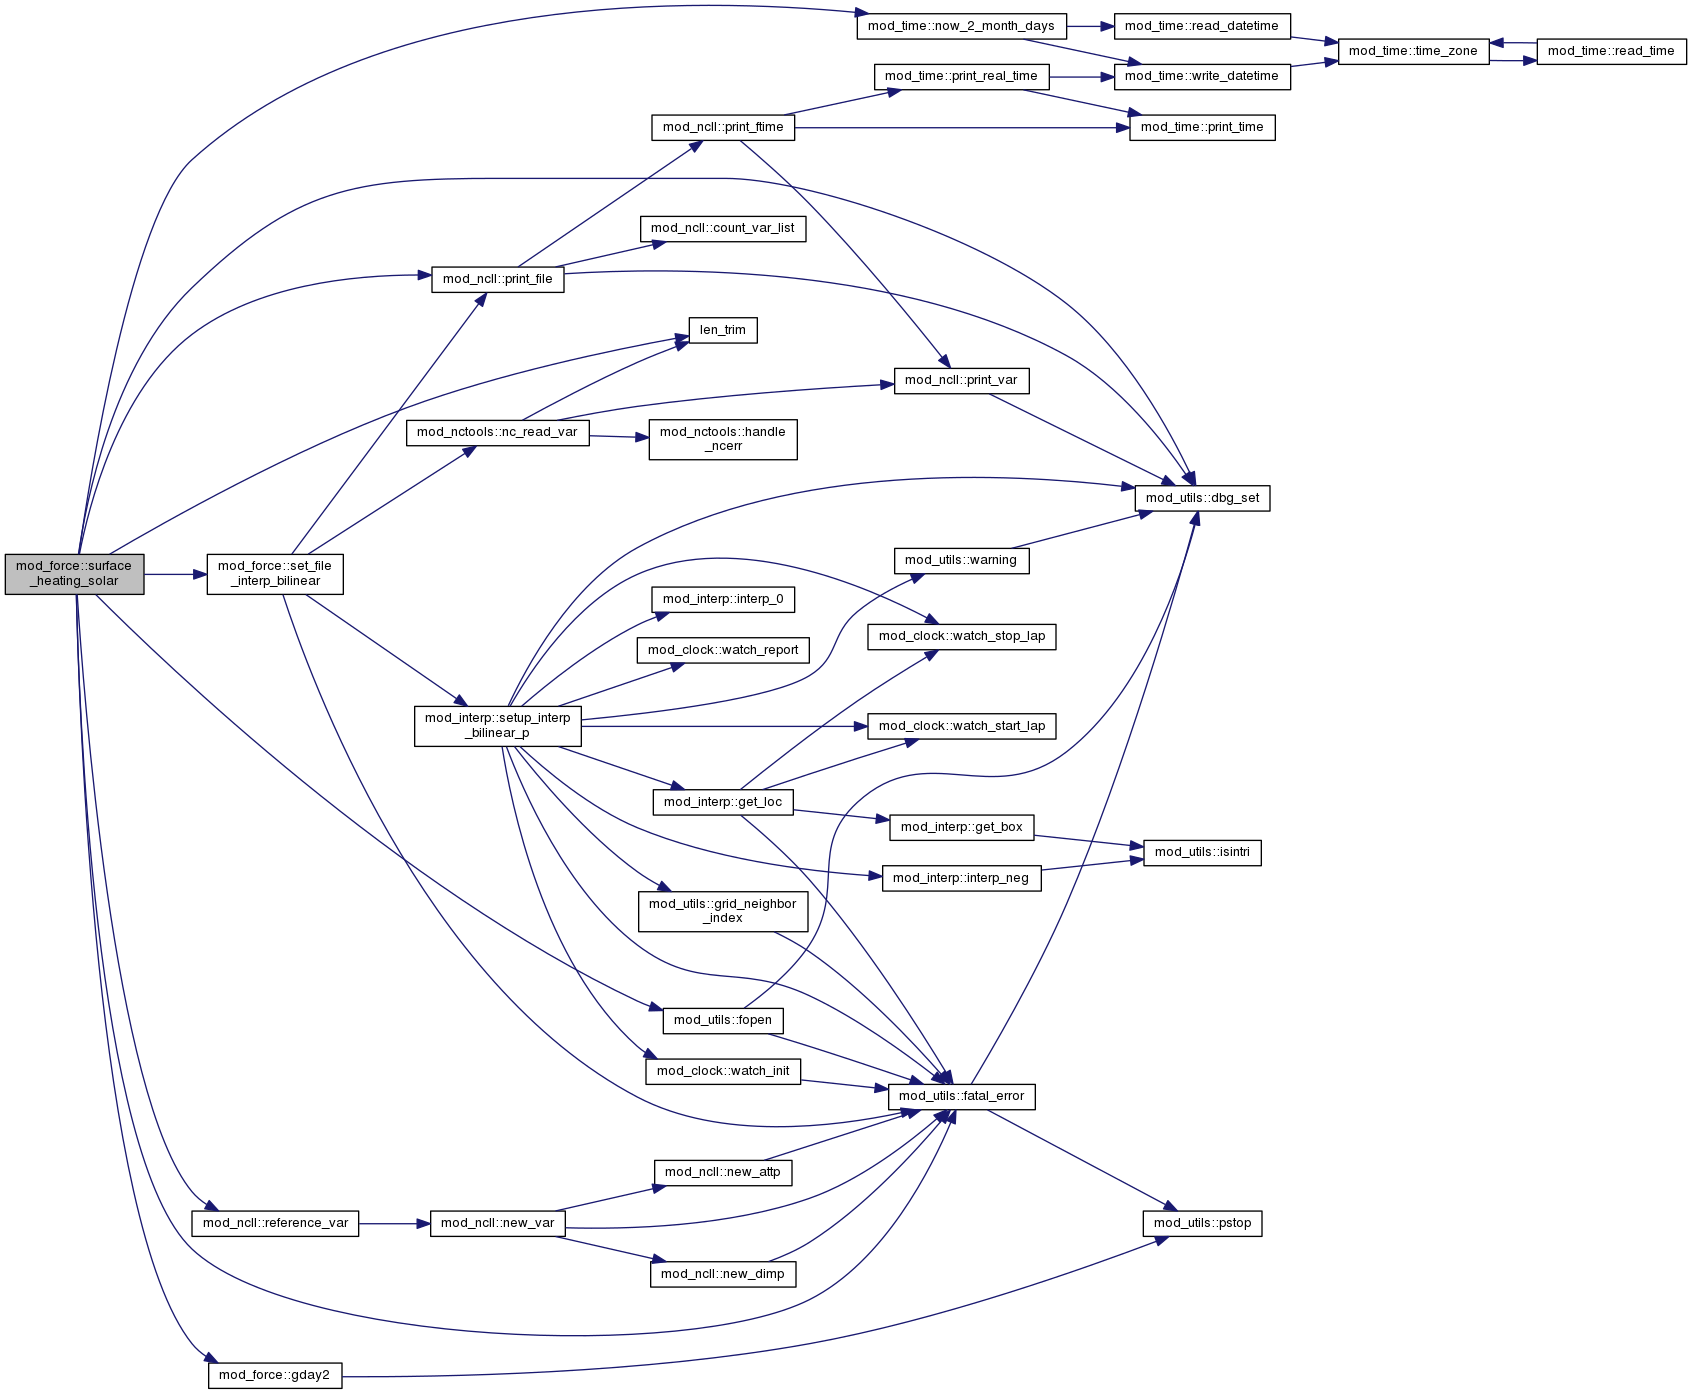 mod_time::now_2_month_days
mod_time::read_datetime
mod_time::time_zone
mod_time::read_time
mod_time::print_real_time
mod_time::write_datetime
mod_ncll::print_ftime
mod_time::print_time
mod_ncll::count_var_list
mod_ncll::print_file
len_trim
mod_ncll::print_var
mod_nctools::nc_read_var
mod_nctools::handle
_ncerr
mod_utils::dbg_set
mod_force::surface
_heating_solar
mod_force::set_file
_interp_bilinear
mod_utils::warning
mod_interp::interp_0
mod_clock::watch_stop_lap
mod_clock::watch_report
mod_interp::setup_interp
_bilinear_p
mod_clock::watch_start_lap
mod_interp::get_loc
mod_interp::get_box
mod_utils::isintri
mod_interp::interp_neg
mod_utils::grid_neighbor
_index
mod_utils::fopen
mod_clock::watch_init
mod_utils::fatal_error
mod_ncll::new_attp
mod_ncll::reference_var
mod_ncll::new_var
mod_utils::pstop
mod_ncll::new_dimp
mod_force::gday2